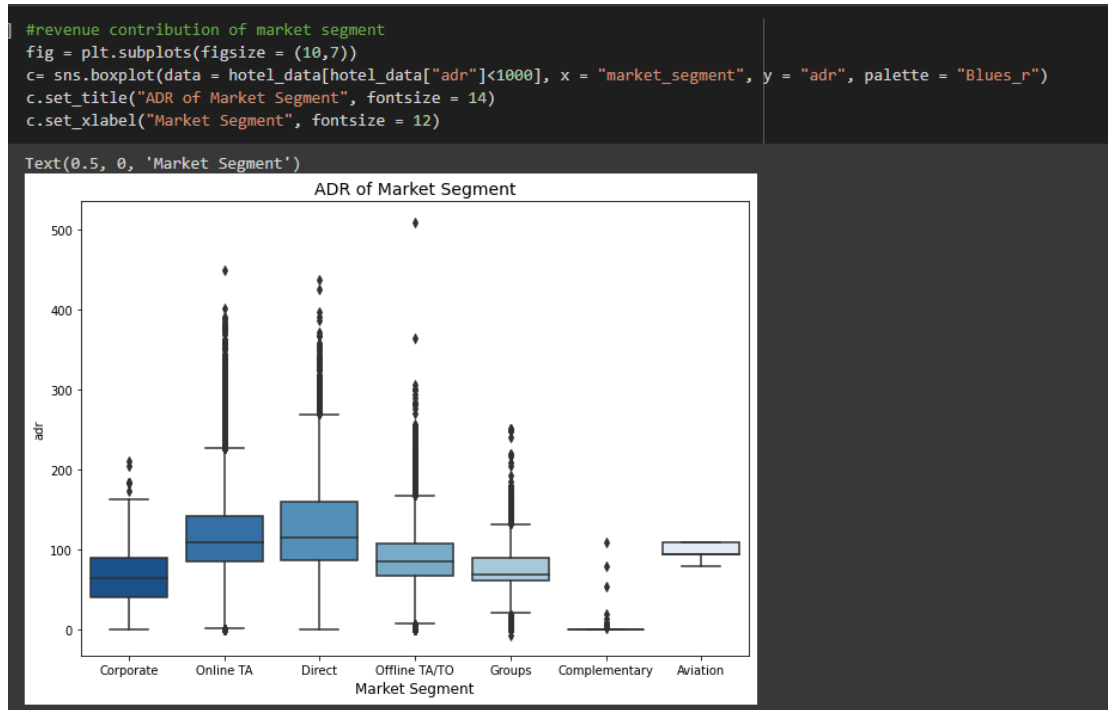 #revenue contribution of market segment
fig = plt.subplots(figsize = (10,7))
c= sns.boxplot(data = hotel_data[hotel_data["adr"]<1000], x = "market_segment", y = "adr", palette = "Blues_r")
c.set_title("ADR of Market Segment", fontsize = 14)
c.set_xlabel("Market Segment", fontsize = 12)
Text(0.5, 0, 'Market Segment')
ADR of Market Segment
500
400
300
adr
200
100
0
Corporate Online TA Direct Offline TA/TO Groups Complementary Aviation
Market Segment